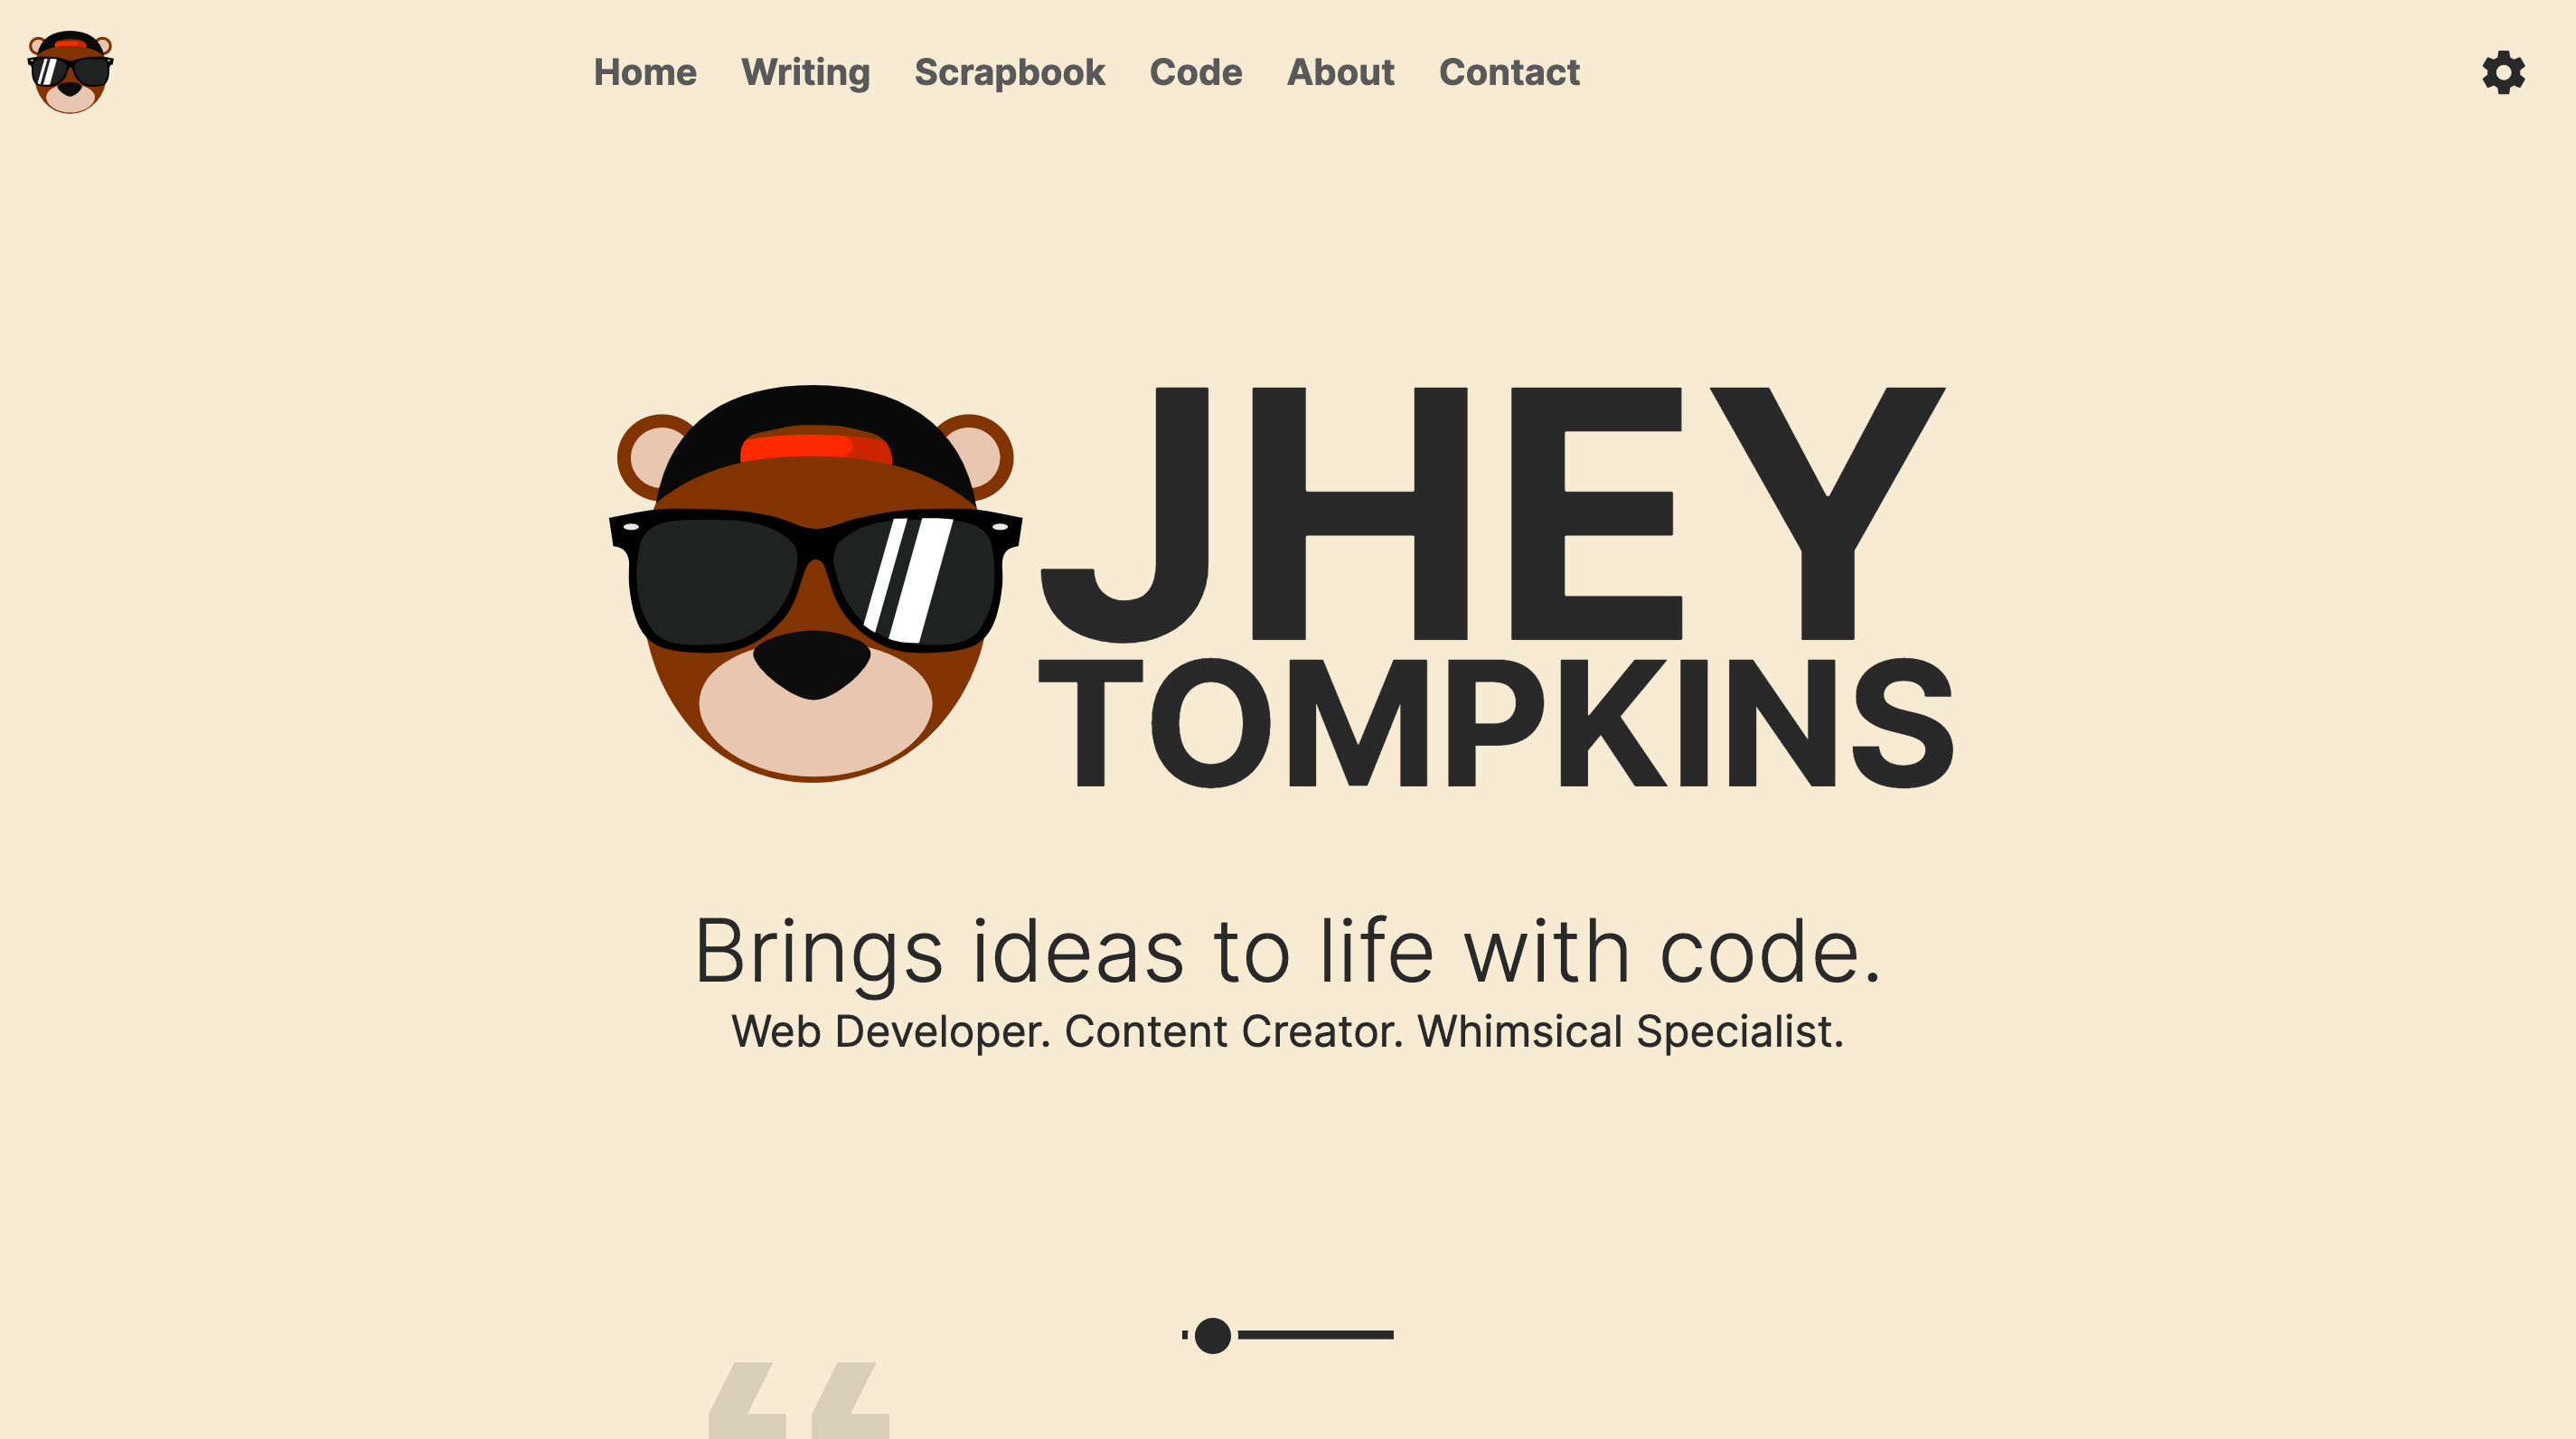 Home Writing Scrapbook Code About Contact
JHEY
TOMPKINS
Brings ideas to life with code.
Web Developer. Content Creator. Whimsical Specialist.
“